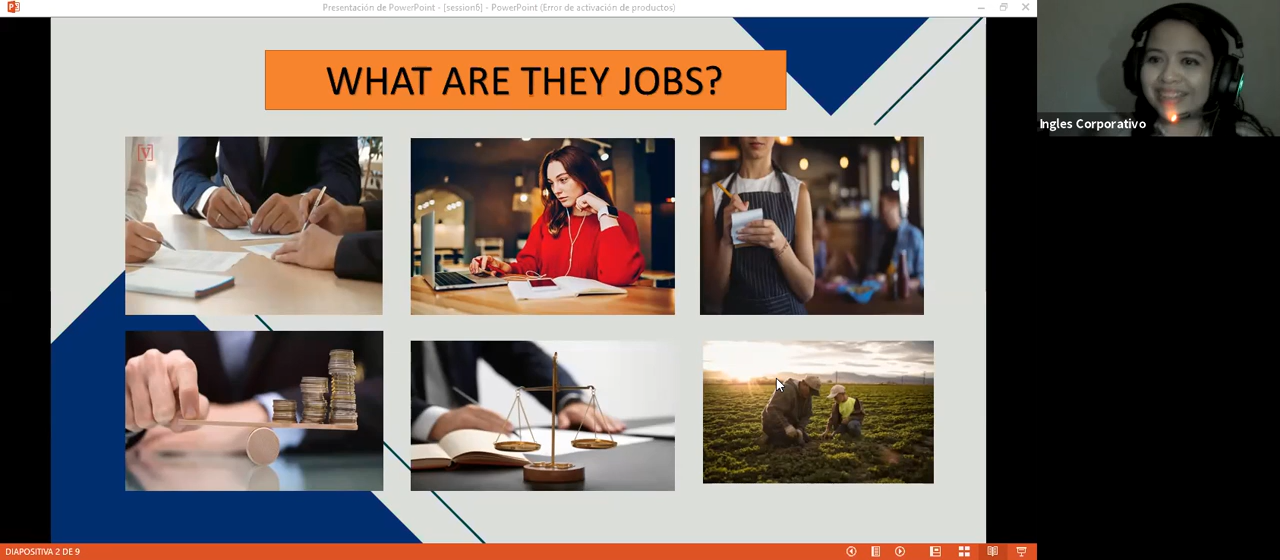 Presentación de PowerPoint - [session6] - PowerPoint (Error de activación de productos)
WHAT ARE THEY JOBS?
V
Ingles Corporativo
DIAPOSITIVA 2 DE 9